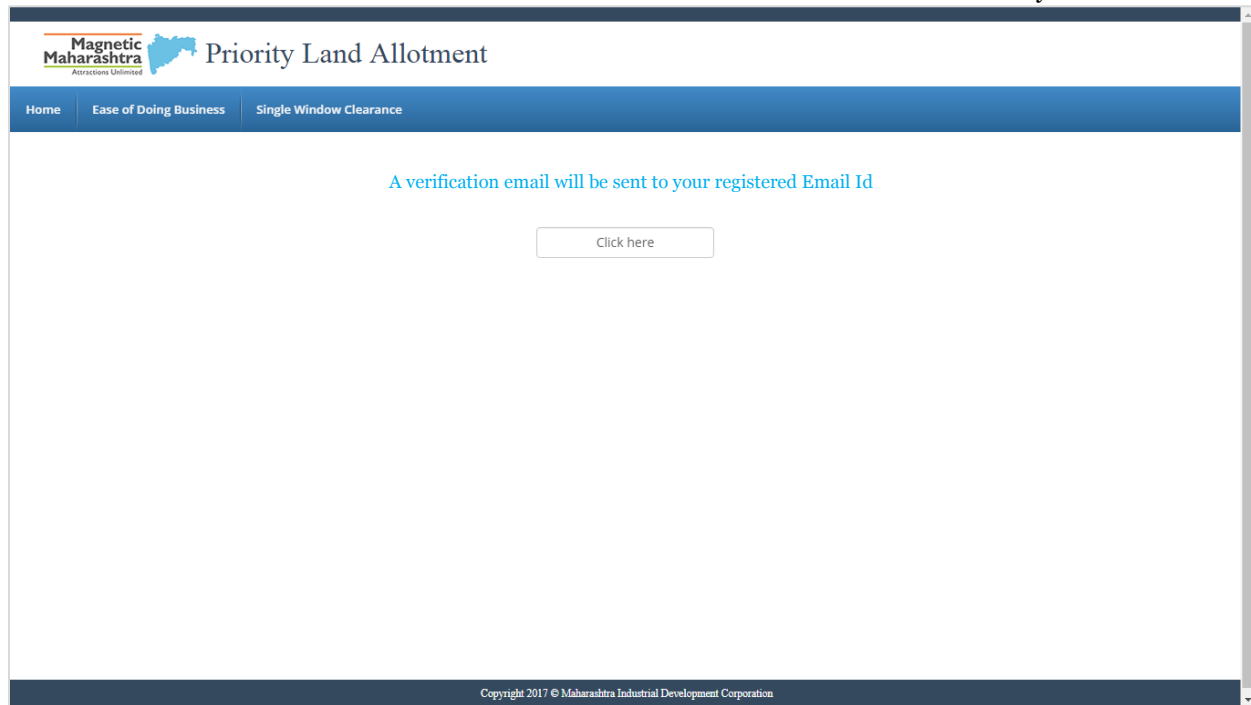 Magnetic
Maharashtra
Attractions Unlimited
Priority Land Allotment
Home Ease of Doing Business Single Window Clearance
A verification email will be sent to your registered Email Id
Click here
Copyright 2017 © Maharashtra Industrial Development Corporation